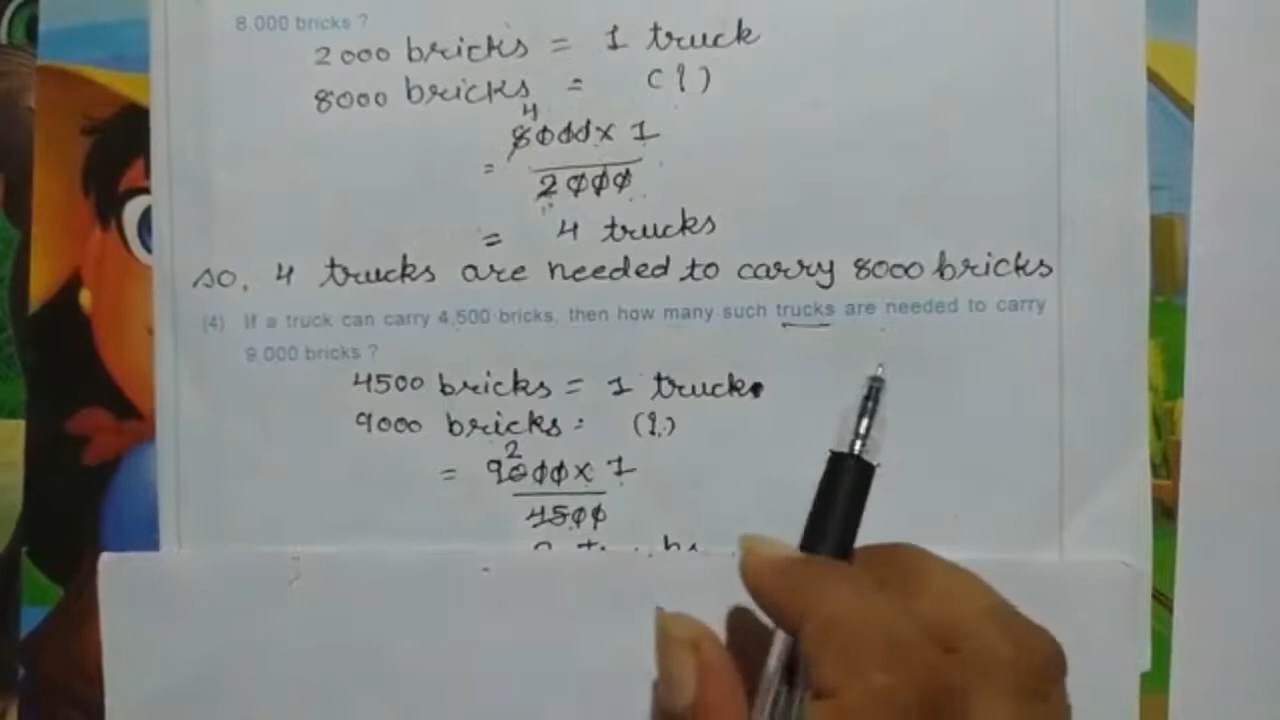 8,000 bricks ?
2000 bricks = 1 truck
8000 bricks = (?)
4
= 8000 x 1
2000
= 4 trucks
so, 4 trucks are needed to carry 8000 bricks
(4) If a truck can carry 4,500 bricks, then how many such trucks are needed to carry
9,000 bricks ?
4500 bricks = 1 truck
9000 bricks = (?)
2
= 9000 x 1
4500